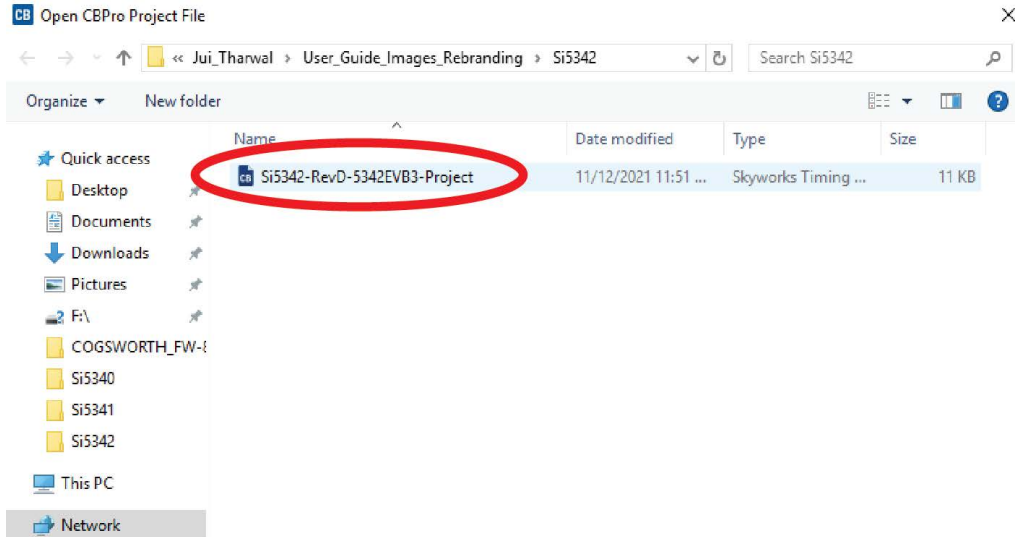 CB Open CBPro Project File
« Jui_Tharwal › User_Guide_Images_Rebranding › Si5342 Search Si5342
Organize New folder ?
Name Date modified Type Size
CB Si5342-RevD-5342EVB3-Project 11/12/2021 11:51 ... Skyworks Timing ... 11 KB
Quick access
Desktop
Documents
Downloads
Pictures
F:\
COGSWORTH_FW-
Si5340
Si5341
Si5342
This PC
Network